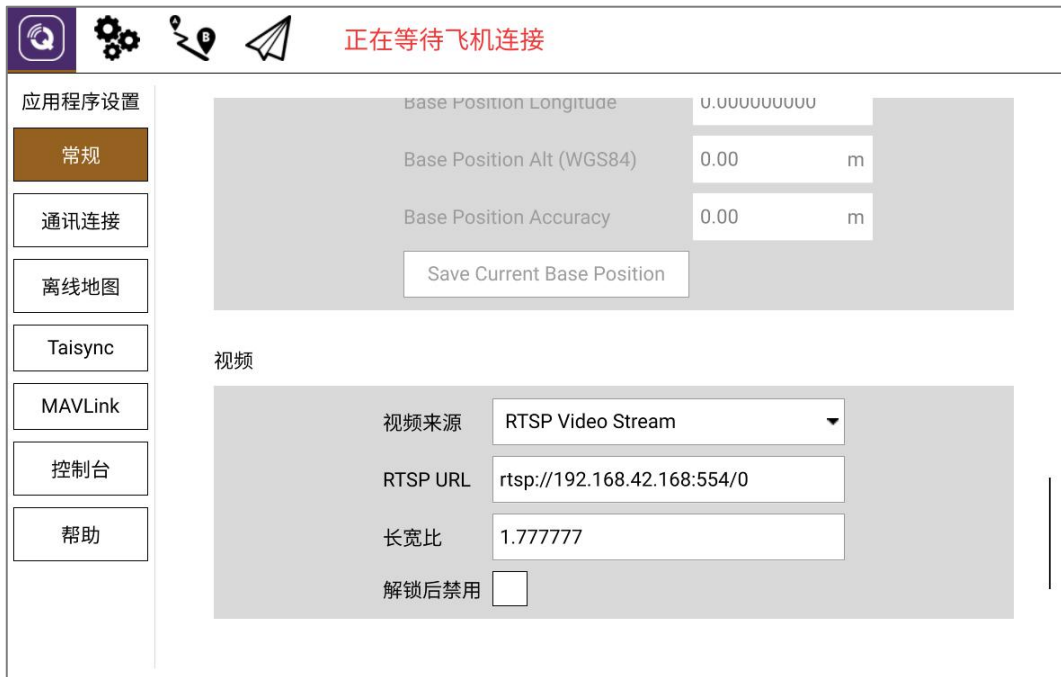 正在等待飞机连接
应用程序设置
常规
通讯连接
离线地图
Taisync
MAVLink
控制台
帮助
Base Position Longitude 0.000000000
Base Position Alt (WGS84) 0.00 m
Base Position Accuracy 0.00 m
Save Current Base Position
视频
视频来源 RTSP Video Stream
RTSP URL rtsp://192.168.42.168:554/0
长宽比 1.777777
解锁后禁用